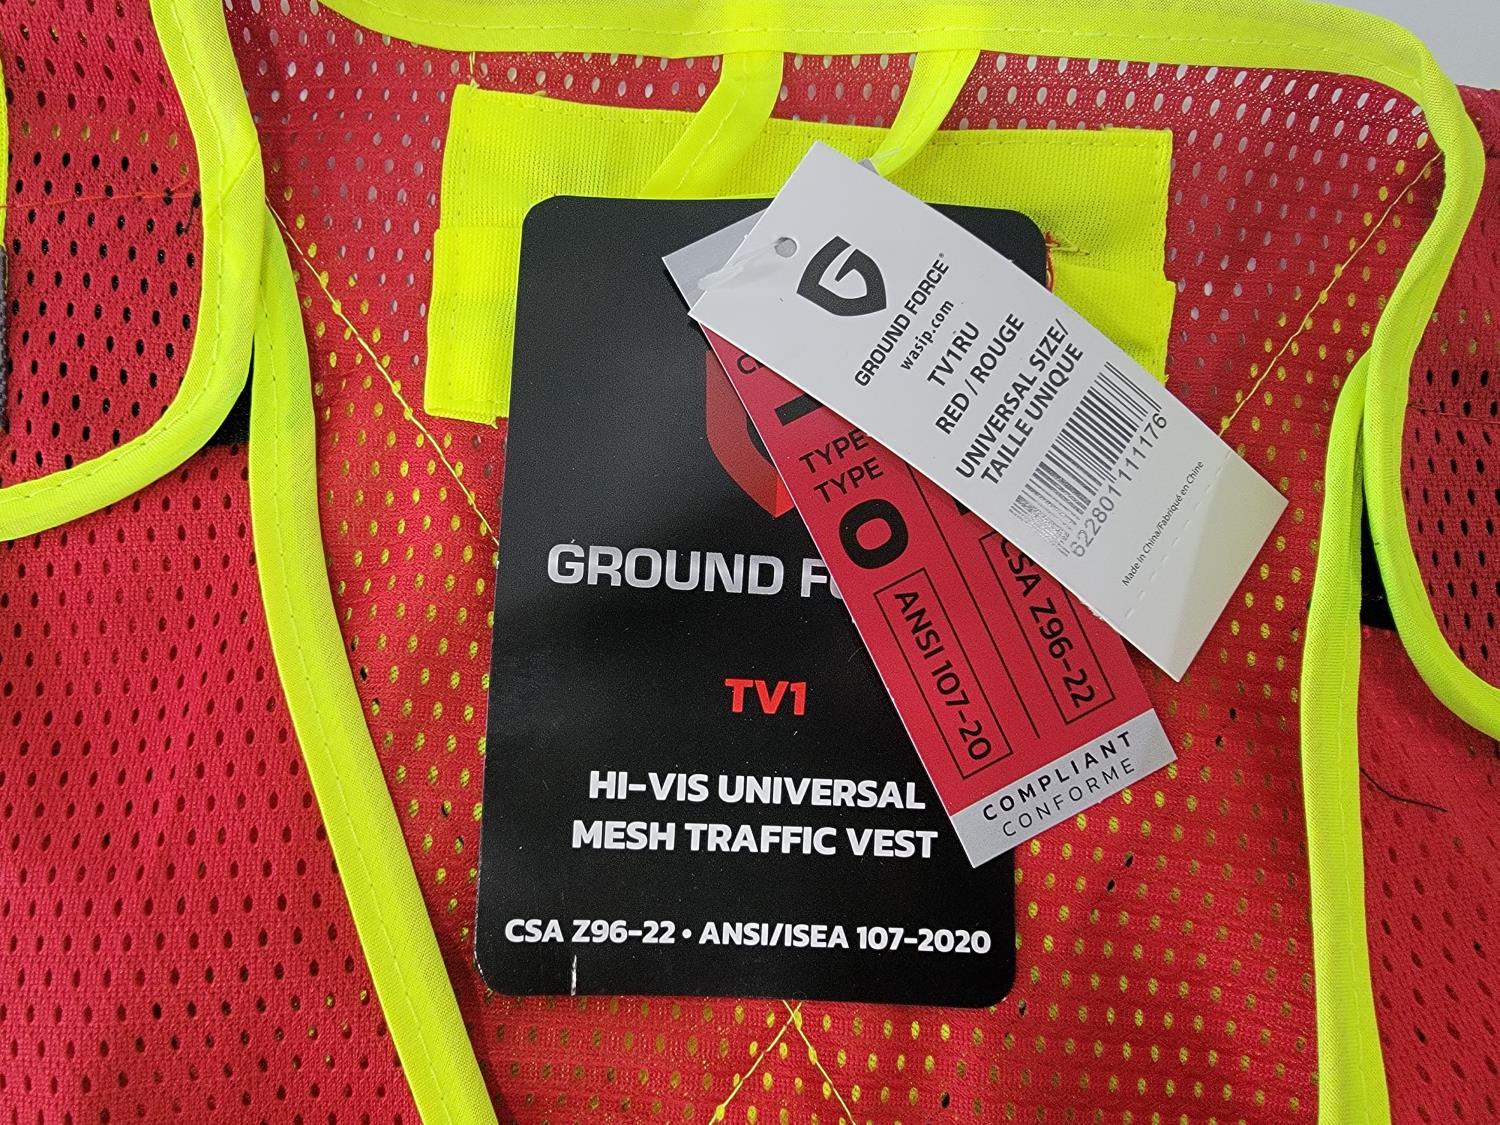 GROUND FORCE®
wasip.com
TV1RU
RED / ROUGE
UNIVERSAL SIZE/
TAILLE UNIQUE
622801111176
Made in China/Fabriqué en Chine
TYPE
TYPE
O
ANSI 107-20
CSA Z96-22
COMPLIANT
CONFORME
GROUND
TV1
HI-VIS UNIVERSAL
MESH TRAFFIC VEST
CSA Z96-22 • ANSI/ISEA 107-2020